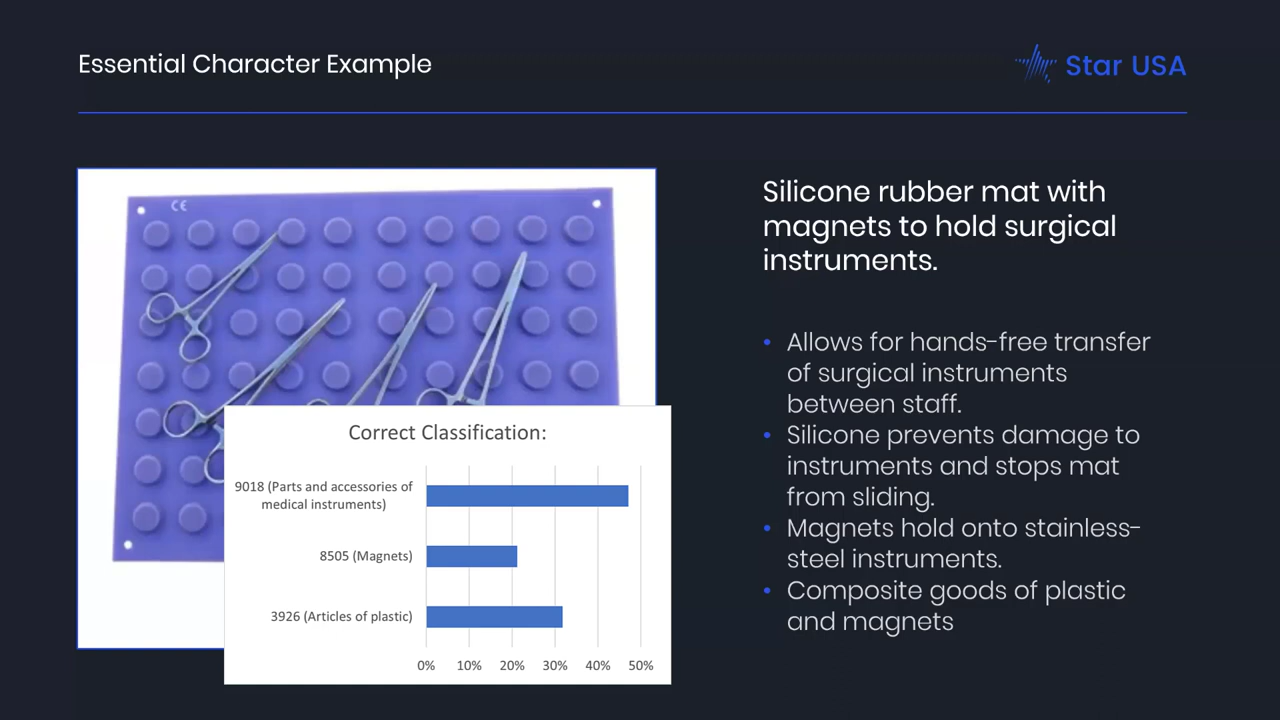 Essential Character Example
Star USA
CE
Silicone rubber mat with
magnets to hold surgical
instruments.
• Allows for hands-free transfer
of surgical instruments
between staff.
• Silicone prevents damage to
instruments and stops mat
from sliding.
• Magnets hold onto stainless-
steel instruments.
• Composite goods of plastic
and magnets
Correct Classification:
9018 (Parts and accessories of
medical instruments)
8505 (Magnets)
3926 (Articles of plastic)
0% 10% 20% 30% 40% 50%